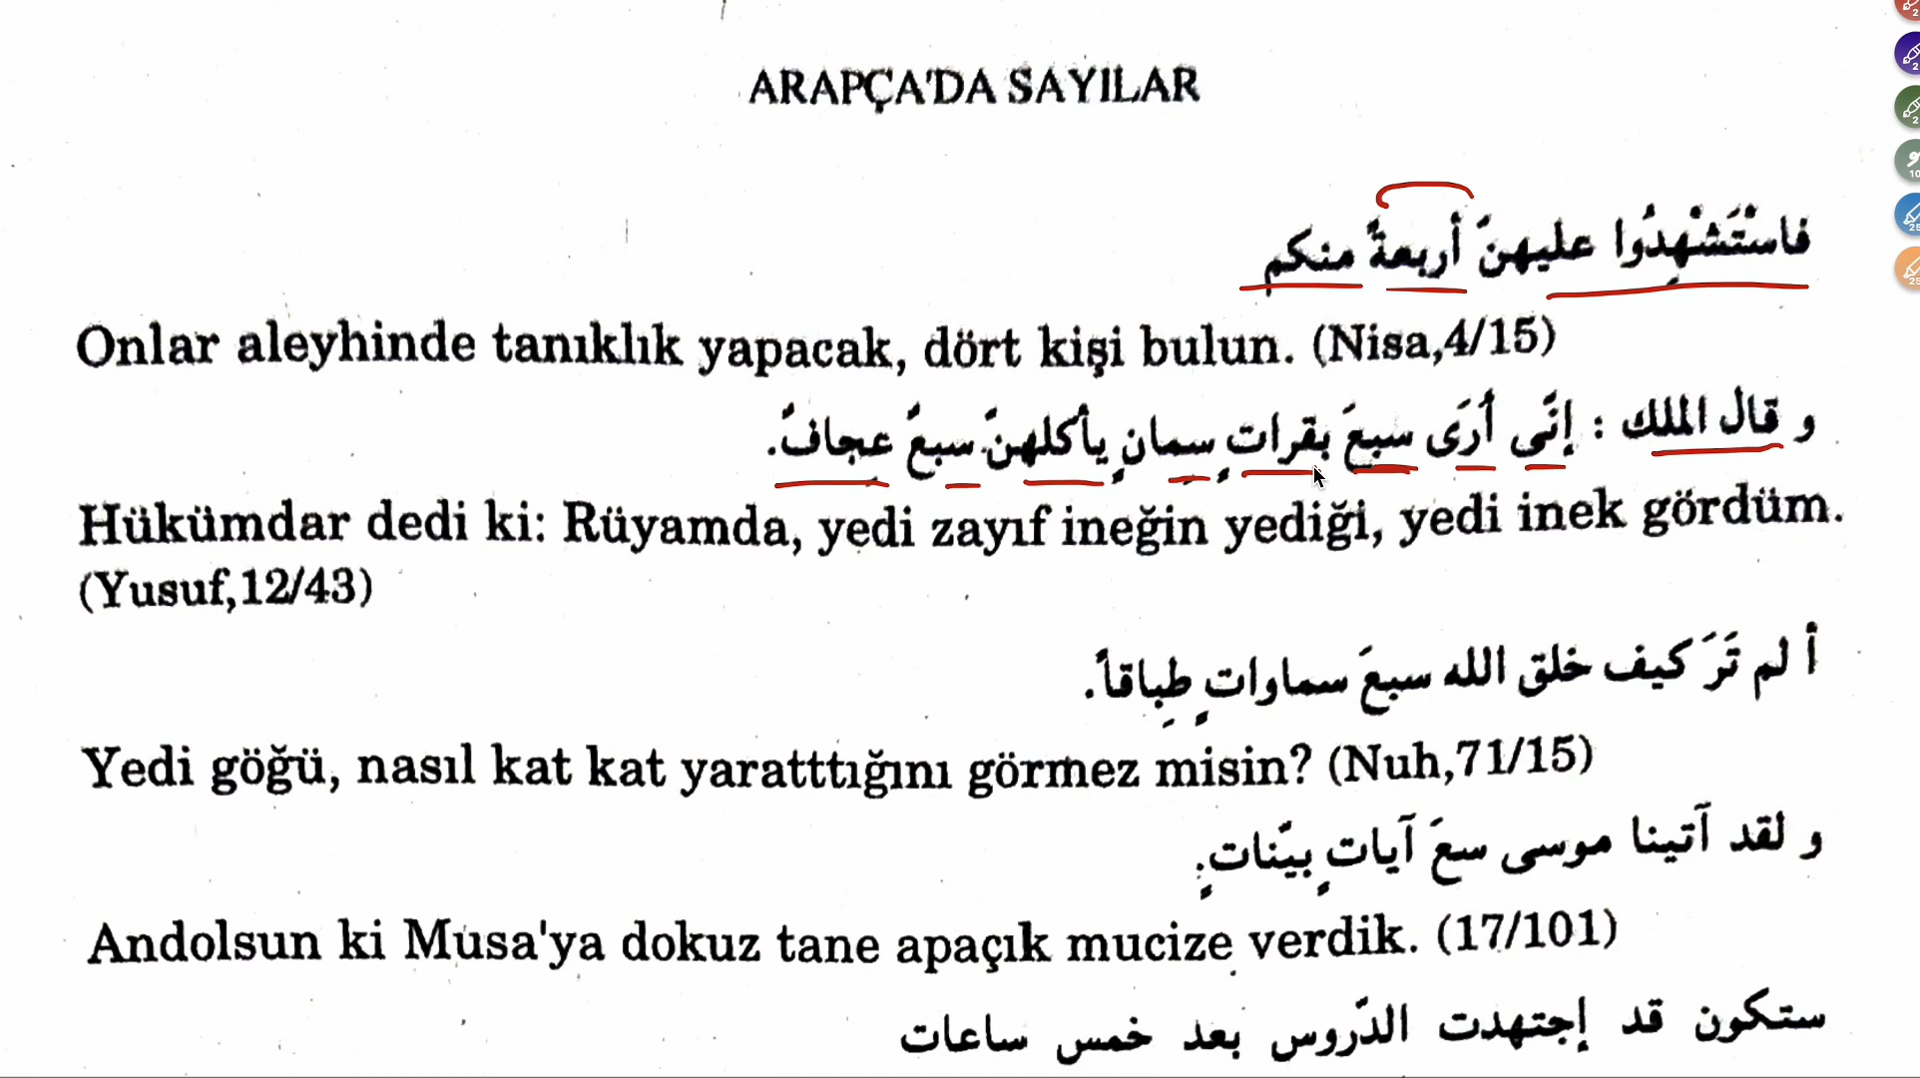 ARAPÇA'DA SAYILAR
فاسْتَشْهِدُوا عليهنّ أربعةً منكم
Onlar aleyhinde tanıklık yapacak, dört kişi bulun. (Nisa,4/15)
و قال الملك : إنّى أرَى سبعَ بقراتٍ سِمانٍ يأكلهنّ سبعٌ عجافٌ.
Hükümdar dedi ki: Rüyamda, yedi zayıf ineğin yediği, yedi inek gördüm.
(Yusuf,12/43)
أ لم تَرَ كيف خلق الله سبعَ سماواتٍ طِباقاً.
Yedi göğü, nasıl kat kat yaratttığını görmez misin? (Nuh,71/15)
و لقد آتينا موسى سعَ آياتٍ بيّناتٍ.
Andolsun ki Musa'ya dokuz tane apaçık mucize verdik. (17/101)
ستكون قد إجتهدت الدّروس بعد خمس ساعات